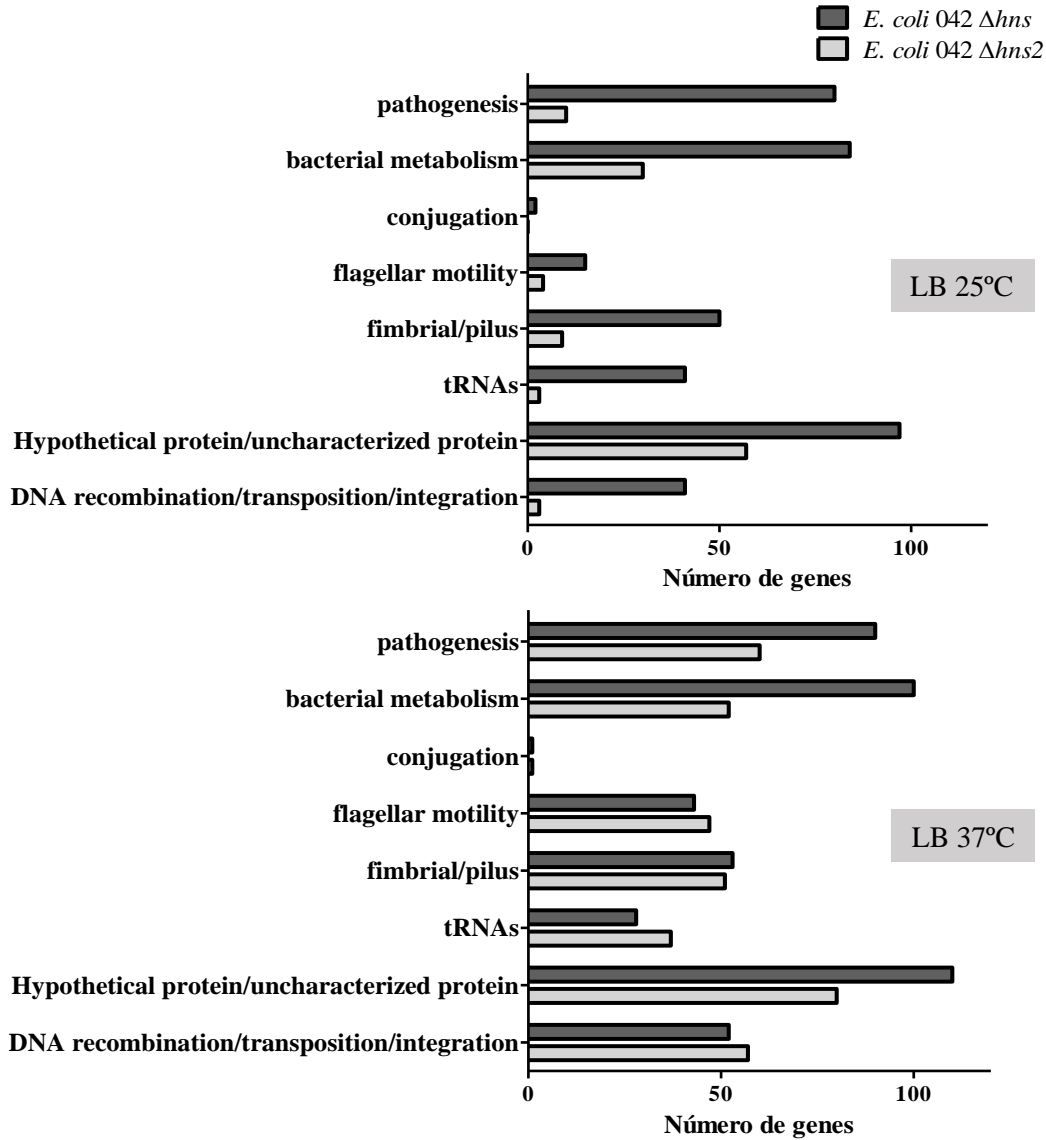 E. coli 042 Δhns
E. coli 042 Δhns2
pathogenesis
bacterial metabolism
conjugation
flagellar motility
fimbrial/pilus
tRNAs
Hypothetical protein/uncharacterized protein
DNA recombination/transposition/integration
LB 25ºC
0 50 100
Número de genes
pathogenesis
bacterial metabolism
conjugation
flagellar motility
fimbrial/pilus
tRNAs
Hypothetical protein/uncharacterized protein
DNA recombination/transposition/integration
LB 37ºC
0 50 100
Número de genes